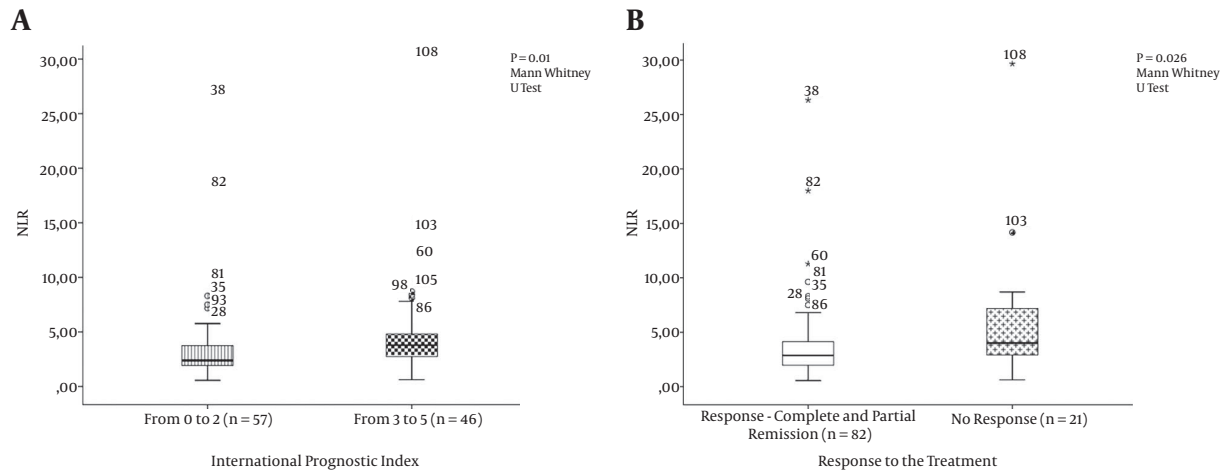 A
30,00
25,00
20,00
15,00
10,00
5,00
,00
NLR
38
82
81
35
93
28
108
103
60
98
105
86
P = 0.01
Mann Whitney
U Test
From 0 to 2 (n = 57)
From 3 to 5 (n = 46)
International Prognostic Index
B
30,00
25,00
20,00
15,00
10,00
5,00
,00
NLR
38
82
60
81
28
35
86
108
103
P = 0.026
Mann Whitney
U Test
Response - Complete and Partial
Remission (n = 82)
No Response (n = 21)
Response to the Treatment